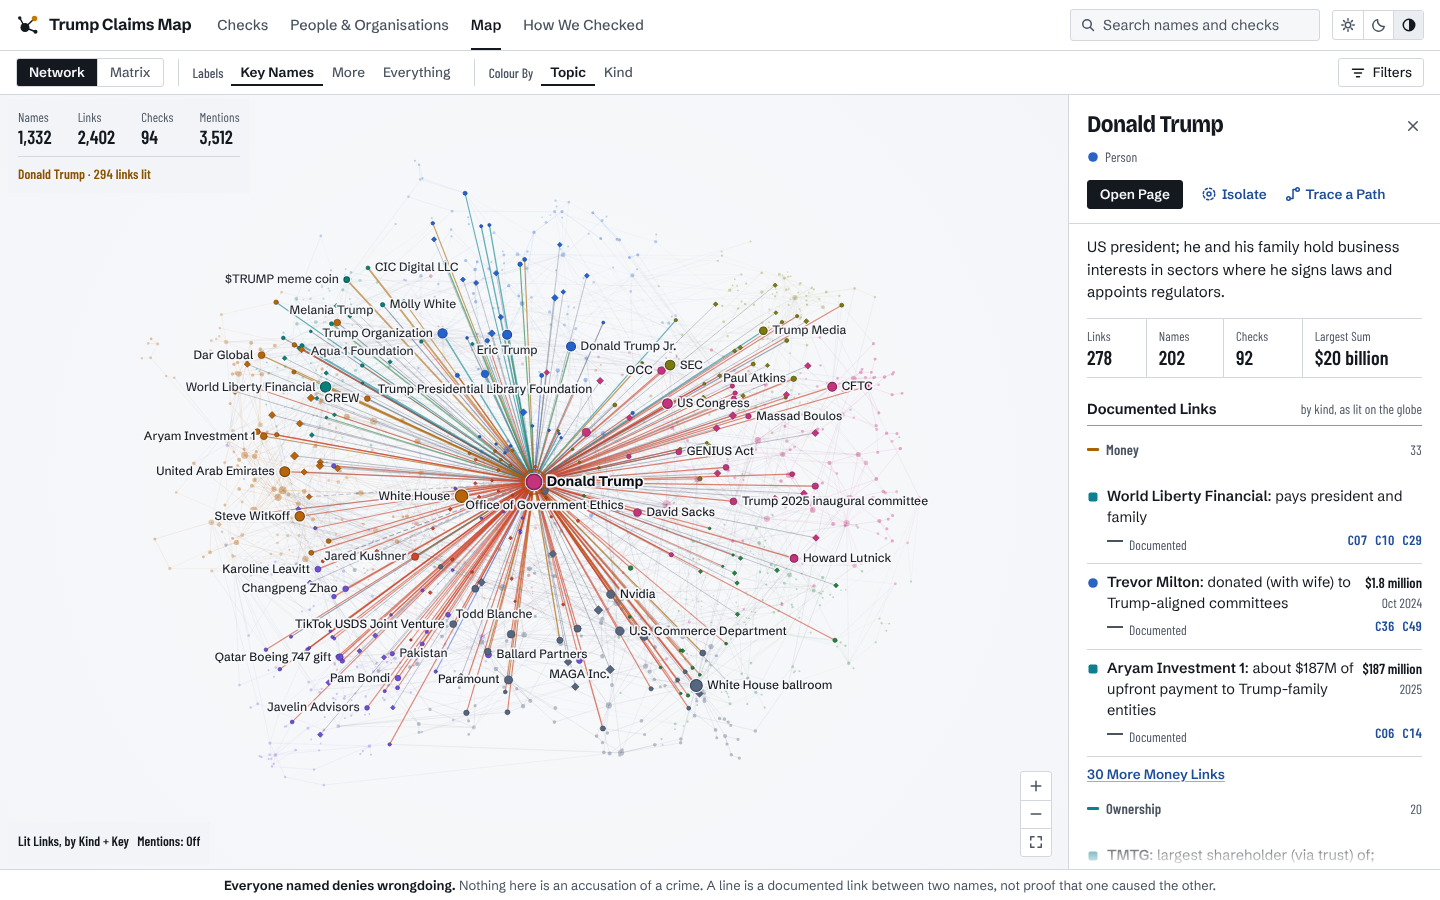 Trump Claims Map
Checks
People & Organisations
Map
How We Checked
Search names and checks
Network
Matrix
Labels
Key Names
More
Everything
Colour By
Topic
Kind
Filters
Names
Links
Checks
Mentions
1,332
2,402
94
3,512
Donald Trump · 294 links lit
CIC Digital LLC
$TRUMP meme coin
Melania Trump
Molly White
Trump Organization
Eric Trump
Donald Trump Jr.
Trump Media
Dar Global
Aqua 1 Foundation
OCC
SEC
Paul Atkins
CFTC
World Liberty Financial
Trump Presidential Library Foundation
CREW
US Congress
Massad Boulos
Aryam Investment 1
GENIUS Act
United Arab Emirates
Donald Trump
White House
Office of Government Ethics
Trump 2025 inaugural committee
Steve Witkoff
David Sacks
Jared Kushner
Howard Lutnick
Karoline Leavitt
Changpeng Zhao
Nvidia
Todd Blanche
TikTok USDS Joint Venture
U.S. Commerce Department
Qatar Boeing 747 gift
Pakistan
Ballard Partners
Pam Bondi
Paramount
MAGA Inc.
White House ballroom
Javelin Advisors
Lit Links, by Kind + Key
Mentions: Off
Donald Trump
Person
Open Page
Isolate
Trace a Path
US president; he and his family hold business
interests in sectors where he signs laws and
appoints regulators.
Links
Names
Checks
Largest Sum
278
202
92
$20 billion
Documented Links
by kind, as lit on the globe
Money
33
World Liberty Financial: pays president and
family
Documented
C07 C10 C29
Trevor Milton: donated (with wife) to
$1.8 million
Trump-aligned committees
Oct 2024
Documented
C36 C49
Aryam Investment 1: about $187M of
$187 million
upfront payment to Trump-family
2025
entities
Documented
C06 C14
30 More Money Links
Ownership
20
TMTG: largest shareholder (via trust) of;
Everyone named denies wrongdoing. Nothing here is an accusation of a crime. A line is a documented link between two names, not proof that one caused the other.